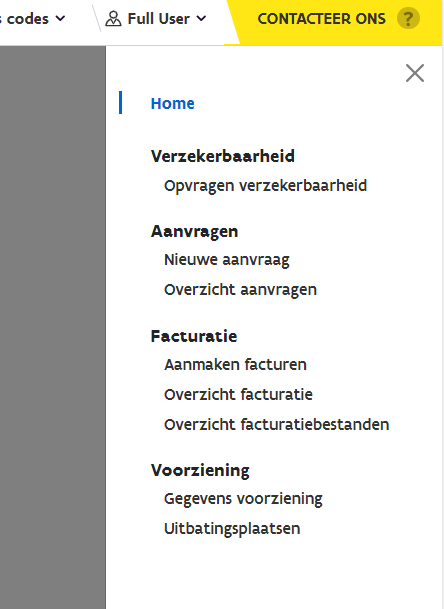 codes
Full User
CONTACTEER ONS ?
Home
Verzekerbaarheid
Opvragen verzekerbaarheid
Aanvragen
Nieuwe aanvraag
Overzicht aanvragen
Facturatie
Aanmaken facturen
Overzicht facturatie
Overzicht facturatiebestanden
Voorziening
Gegevens voorziening
Uitbatingsplaatsen